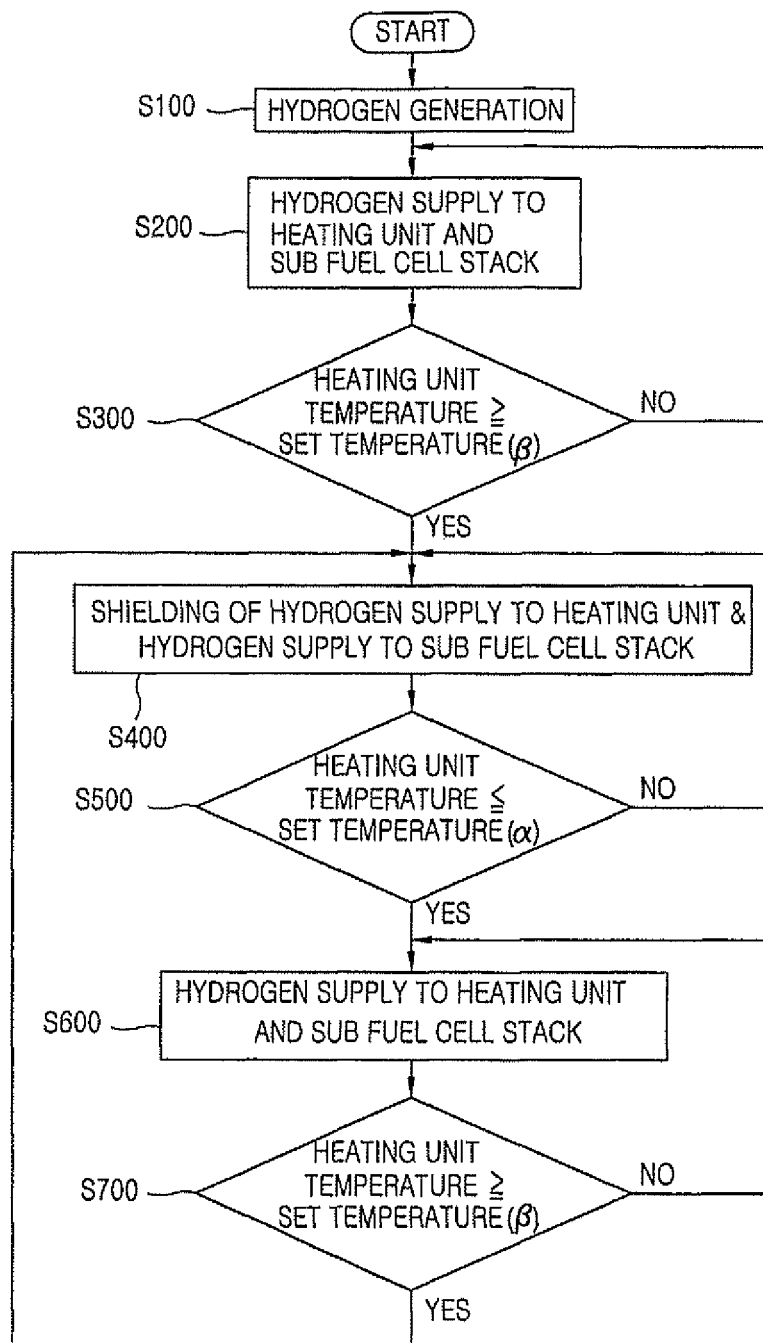 START
S100
HYDROGEN GENERATION
S200
HYDROGEN SUPPLY TO
HEATING UNIT AND
SUB FUEL CELL STACK
S300
HEATING UNIT
TEMPERATURE ≧
SET TEMPERATURE(β)
NO
YES
SHIELDING OF HYDROGEN SUPPLY TO HEATING UNIT &
HYDROGEN SUPPLY TO SUB FUEL CELL STACK
S400
S500
HEATING UNIT
TEMPERATURE ≦
SET TEMPERATURE(α)
NO
YES
S600
HYDROGEN SUPPLY TO HEATING UNIT
AND SUB FUEL CELL STACK
S700
HEATING UNIT
TEMPERATURE ≧
SET TEMPERATURE(β)
NO
YES